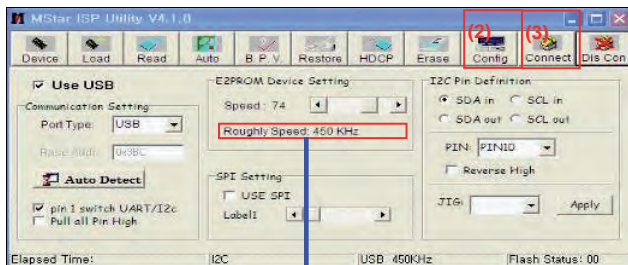 MStar ISP Utility V4.1.0
(2) (3)
Device Load Read Auto B. P. V. Restore HDCP Erase Config Connect Dis Con
Use USB
Communication Setting
Port Type: USB
Base Addr: 0x3BC
Auto Detect
pin 1 switch UART/I2c
Pull all Pin High
E2PROM Device Setting
Speed: 74
Roughly Speed: 450 KHz
SPI Setting
USE SPI
Label1
I2C Pin Definition
SDA in SCL in
SDA out SCL out
PIN: PIN10
Reverse High
JIG: Apply
Elapsed Time: I2C USB 450KHz Flash Status: 00